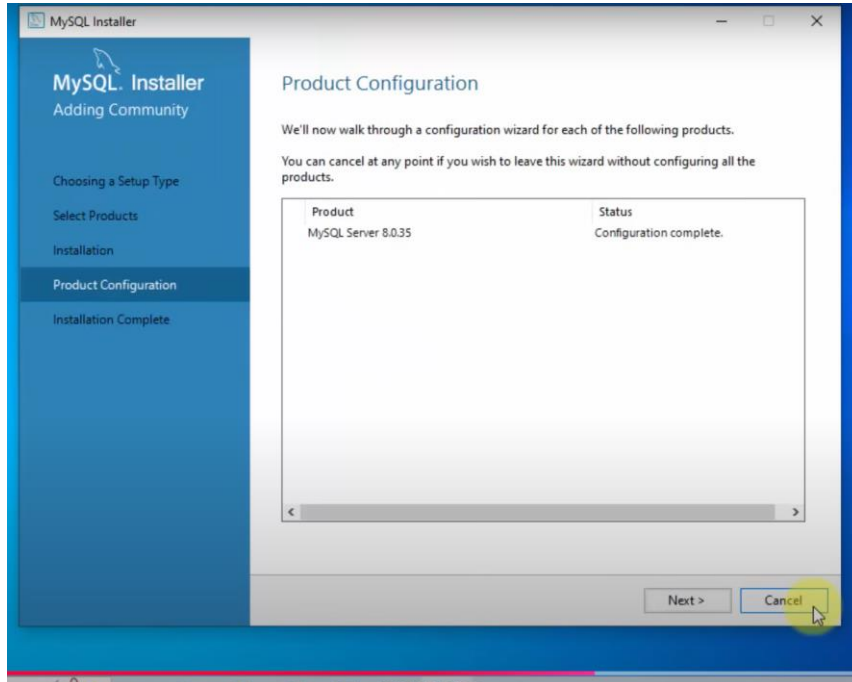 MySQL Installer
MySQL. Installer
Adding Community
Choosing a Setup Type
Select Products
Installation
Product Configuration
Installation Complete
Product Configuration
We'll now walk through a configuration wizard for each of the following products.
You can cancel at any point if you wish to leave this wizard without configuring all the
products.
Product Status
MySQL Server 8.0.35 Configuration complete.
Next > Cancel